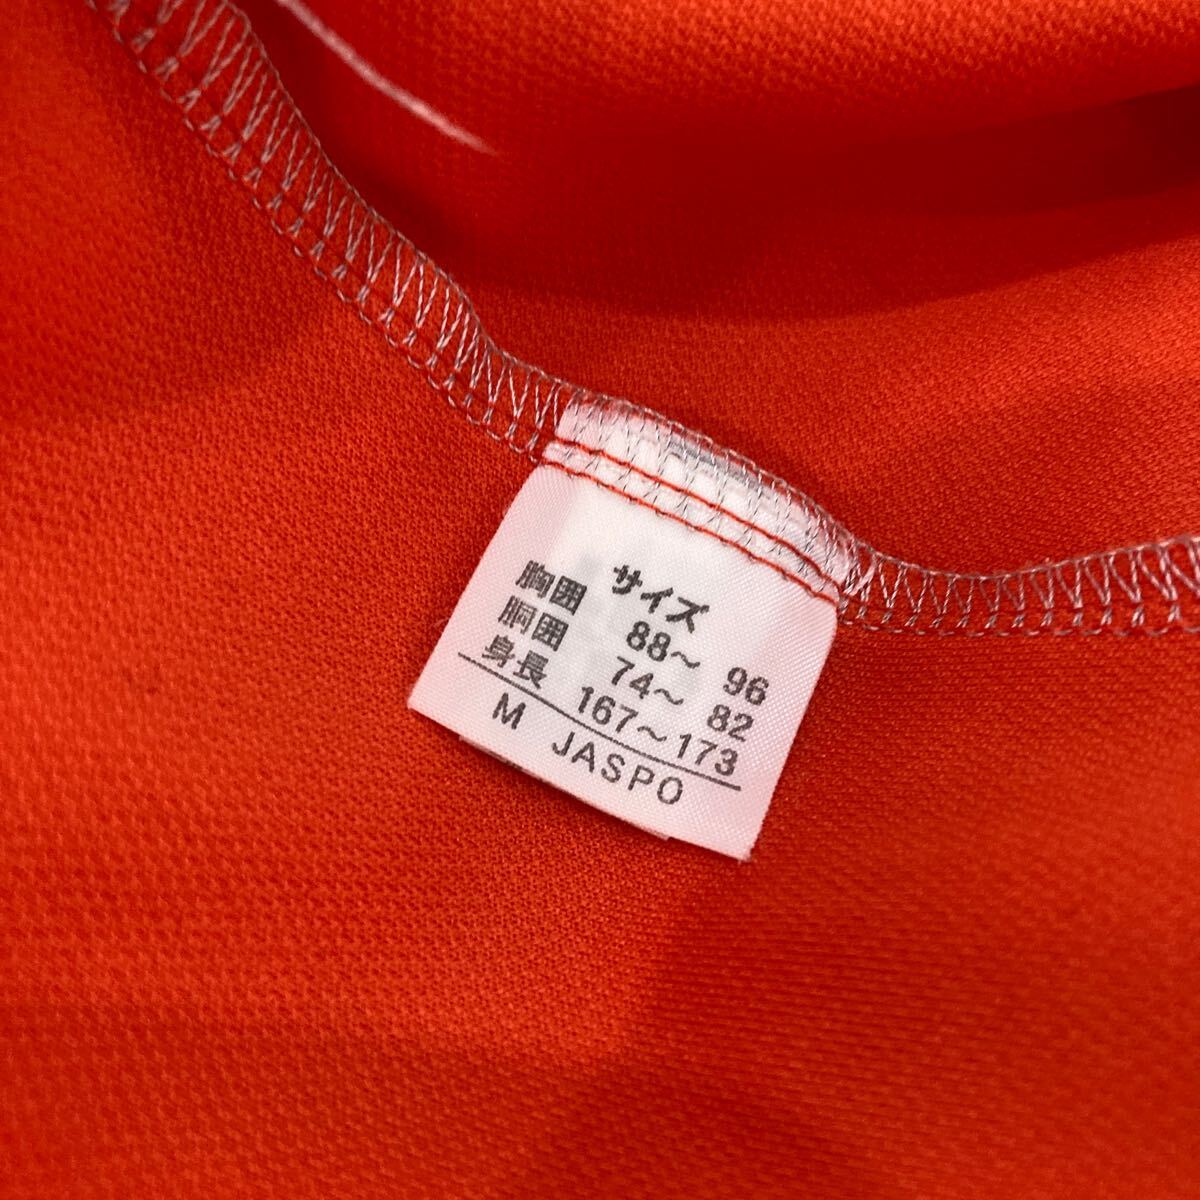 サイズ
胸囲 88～ 96
胴囲 74～ 82
身長 167～173
M JASPO